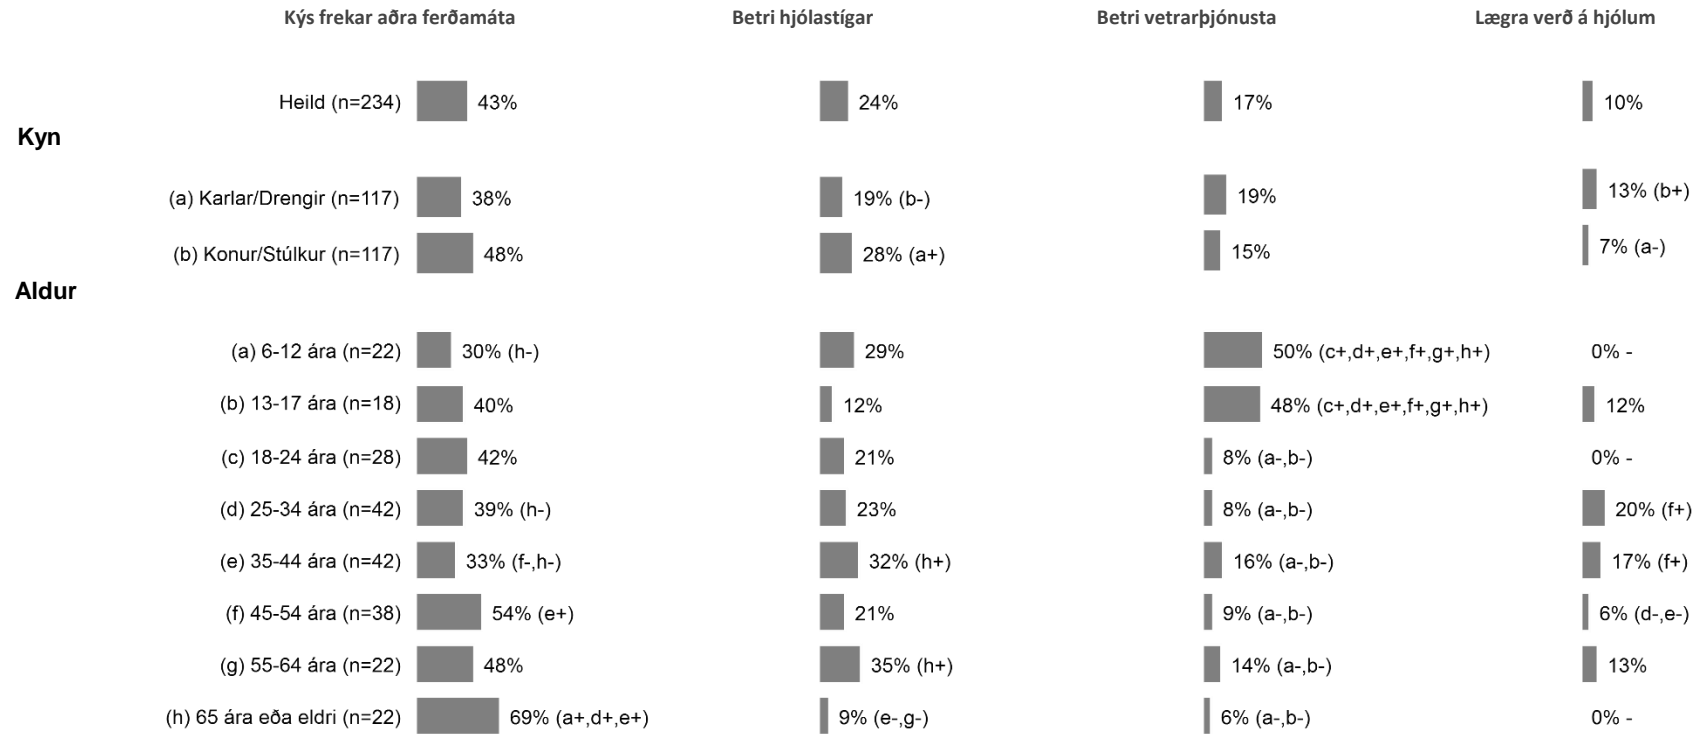 Kýs frekar aðra ferðamáta Betri hjólastígar Betri vetrarþjónusta Lægra verð á hjólum
Heild (n=234) 43% 24% 17% 10%
Kyn
(a) Karlar/Drengir (n=117) 38% 19% (b-) 19% 13% (b+)
(b) Konur/Stúlkur (n=117) 48% 28% (a+) 15% 7% (a-)
Aldur
(a) 6-12 ára (n=22) 30% (h-) 29% 50% (c+,d+,e+,f+,g+,h+) 0% -
(b) 13-17 ára (n=18) 40% 12% 48% (c+,d+,e+,f+,g+,h+) 12%
(c) 18-24 ára (n=28) 42% 21% 8% (a-,b-) 0% -
(d) 25-34 ára (n=42) 39% (h-) 23% 8% (a-,b-) 20% (f+)
(e) 35-44 ára (n=42) 33% (f-,h-) 32% (h+) 16% (a-,b-) 17% (f+)
(f) 45-54 ára (n=38) 54% (e+) 21% 9% (a-,b-) 6% (d-,e-)
(g) 55-64 ára (n=22) 48% 35% (h+) 14% (a-,b-) 13%
(h) 65 ára eða eldri (n=22) 69% (a+,d+,e+) 9% (e-,g-) 6% (a-,b-) 0% -